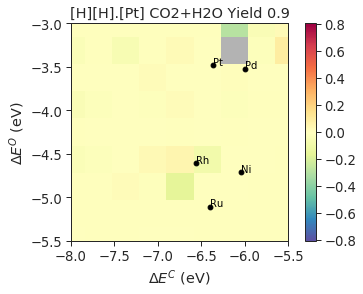 [H][H].[Pt] CO2+H2O Yield 0.9
−3.0
−3.5
−4.0
−4.5
−5.0
−5.5
ΔE^O (eV)
Pt
Pd
Rh
Ni
Ru
−8.0 −7.5 −7.0 −6.5 −6.0 −5.5
ΔE^C (eV)
0.8
0.6
0.4
0.2
0.0
−0.2
−0.4
−0.6
−0.8